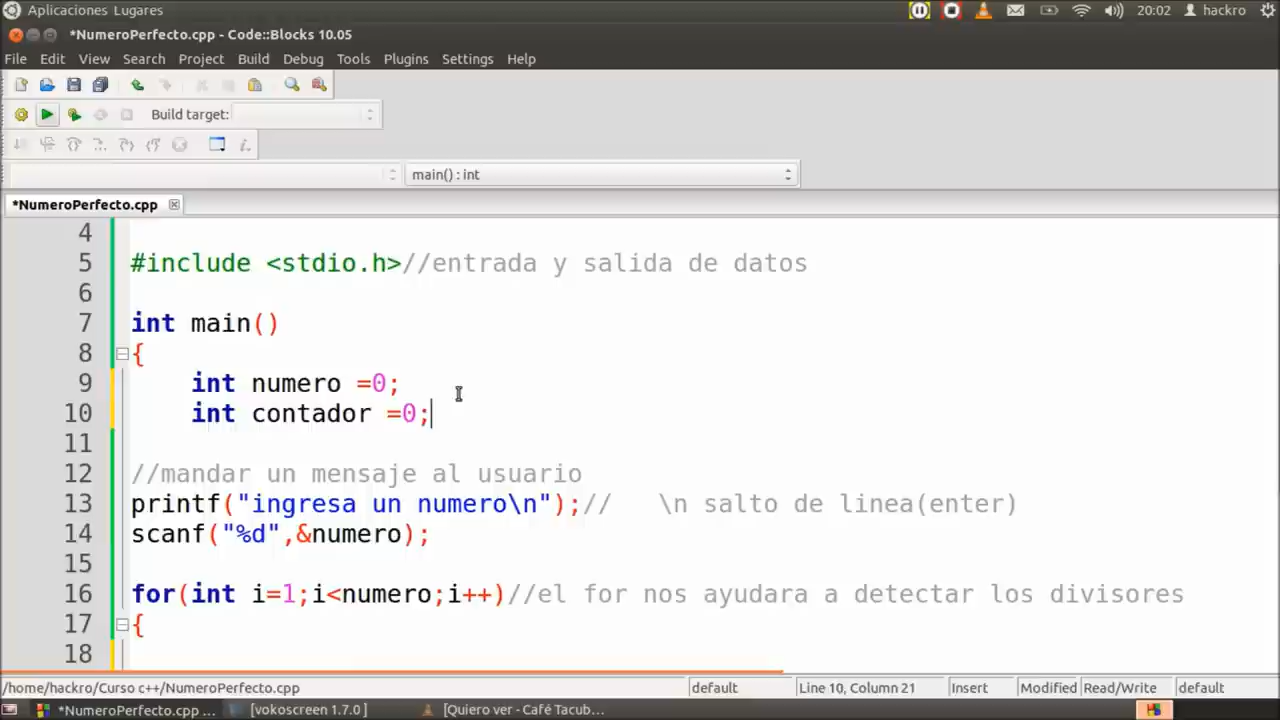 Aplicaciones Lugares 20:02 hackro
*NumeroPerfecto.cpp - Code::Blocks 10.05
File Edit View Search Project Build Debug Tools Plugins Settings Help
Build target:
main() : int
*NumeroPerfecto.cpp
4
5 #include <stdio.h>//entrada y salida de datos
6
7 int main()
8 {
9 int numero =0;
10 int contador =0;
11
12 //mandar un mensaje al usuario
13 printf("ingresa un numero\n");// \n salto de linea(enter)
14 scanf("%d",&numero);
15
16 for(int i=1;i<numero;i++)//el for nos ayudara a detectar los divisores
17 {
18
/home/hackro/Curso c++/NumeroPerfecto.cpp default Line 10, Column 21 Insert Modified Read/Write default
*NumeroPerfecto.cpp ... [vokoscreen 1.7.0 ] [Quiero ver - Café Tacub...